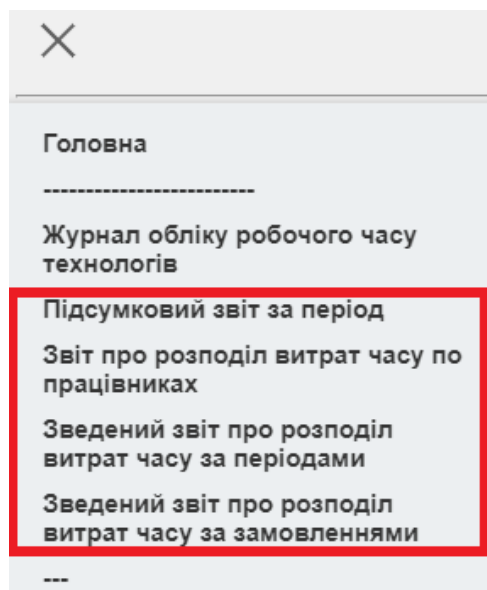 Головна
-------------------------
Журнал обліку робочого часу
технологів
Підсумковий звіт за період
Звіт про розподіл витрат часу по
працівниках
Зведений звіт про розподіл
витрат часу за періодами
Зведений звіт про розподіл
витрат часу за замовленнями
---